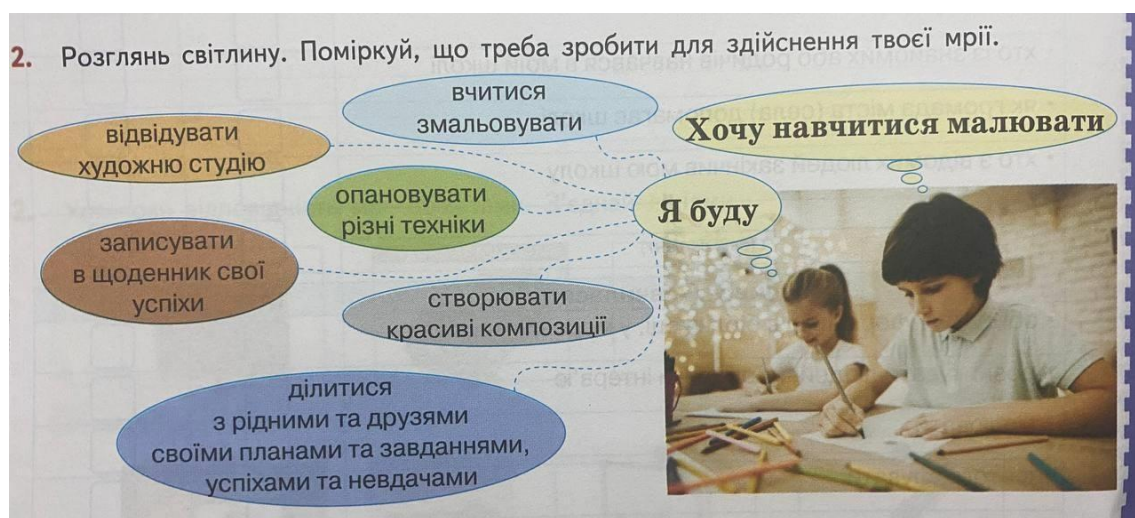 2. Розглянь світлину. Поміркуй, що треба зробити для здійснення твоєї мрії.
вчитися
змальовувати
Хочу навчитися малювати
відвідувати
художню студію
опановувати
різні техніки
Я буду
записувати
в щоденник свої
успіхи
створювати
красиві композиції
ділитися
з рідними та друзями
своїми планами та завданнями,
успіхами та невдачами